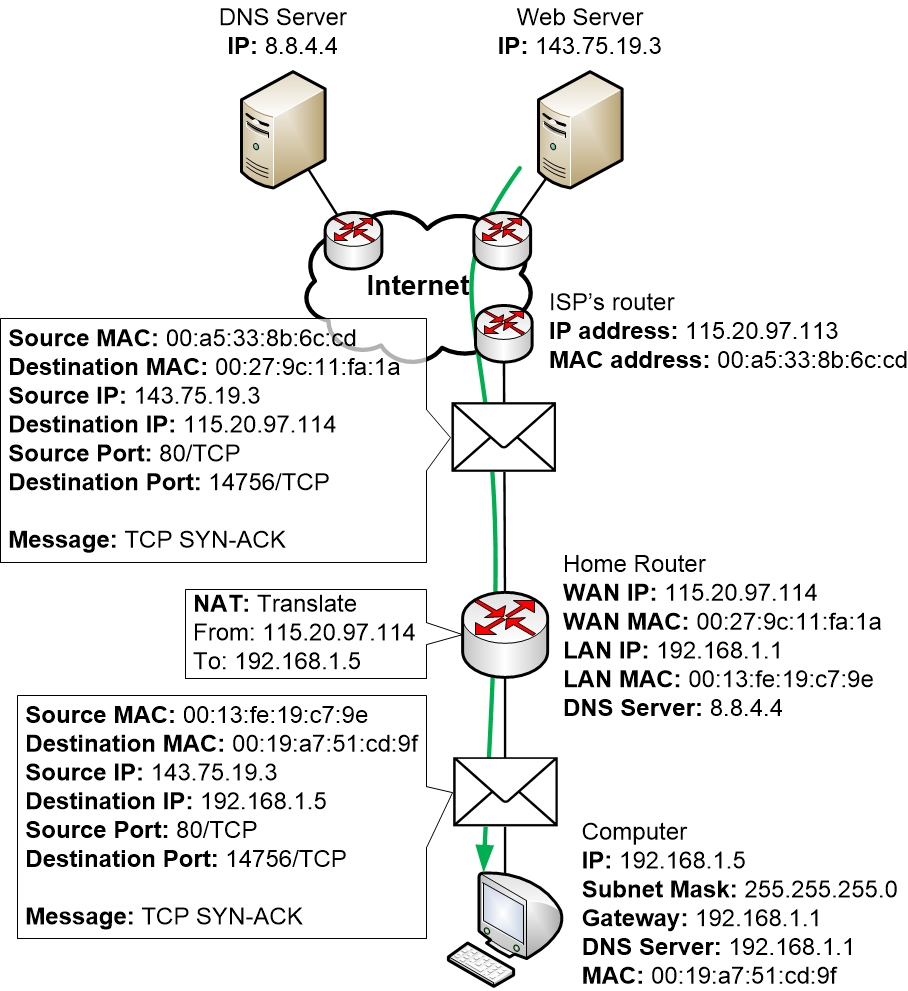 DNS Server
IP: 8.8.4.4
Web Server
IP: 143.75.19.3
Internet
ISP's router
IP address: 115.20.97.113
MAC address: 00:a5:33:8b:6c:cd
Source MAC: 00:a5:33:8b:6c:cd
Destination MAC: 00:27:9c:11:fa:1a
Source IP: 143.75.19.3
Destination IP: 115.20.97.114
Source Port: 80/TCP
Destination Port: 14756/TCP
Message: TCP SYN-ACK
Home Router
WAN IP: 115.20.97.114
WAN MAC: 00:27:9c:11:fa:1a
LAN IP: 192.168.1.1
LAN MAC: 00:13:fe:19:c7:9e
DNS Server: 8.8.4.4
NAT: Translate
From: 115.20.97.114
To: 192.168.1.5
Source MAC: 00:13:fe:19:c7:9e
Destination MAC: 00:19:a7:51:cd:9f
Source IP: 143.75.19.3
Destination IP: 192.168.1.5
Source Port: 80/TCP
Destination Port: 14756/TCP
Message: TCP SYN-ACK
Computer
IP: 192.168.1.5
Subnet Mask: 255.255.255.0
Gateway: 192.168.1.1
DNS Server: 192.168.1.1
MAC: 00:19:a7:51:cd:9f